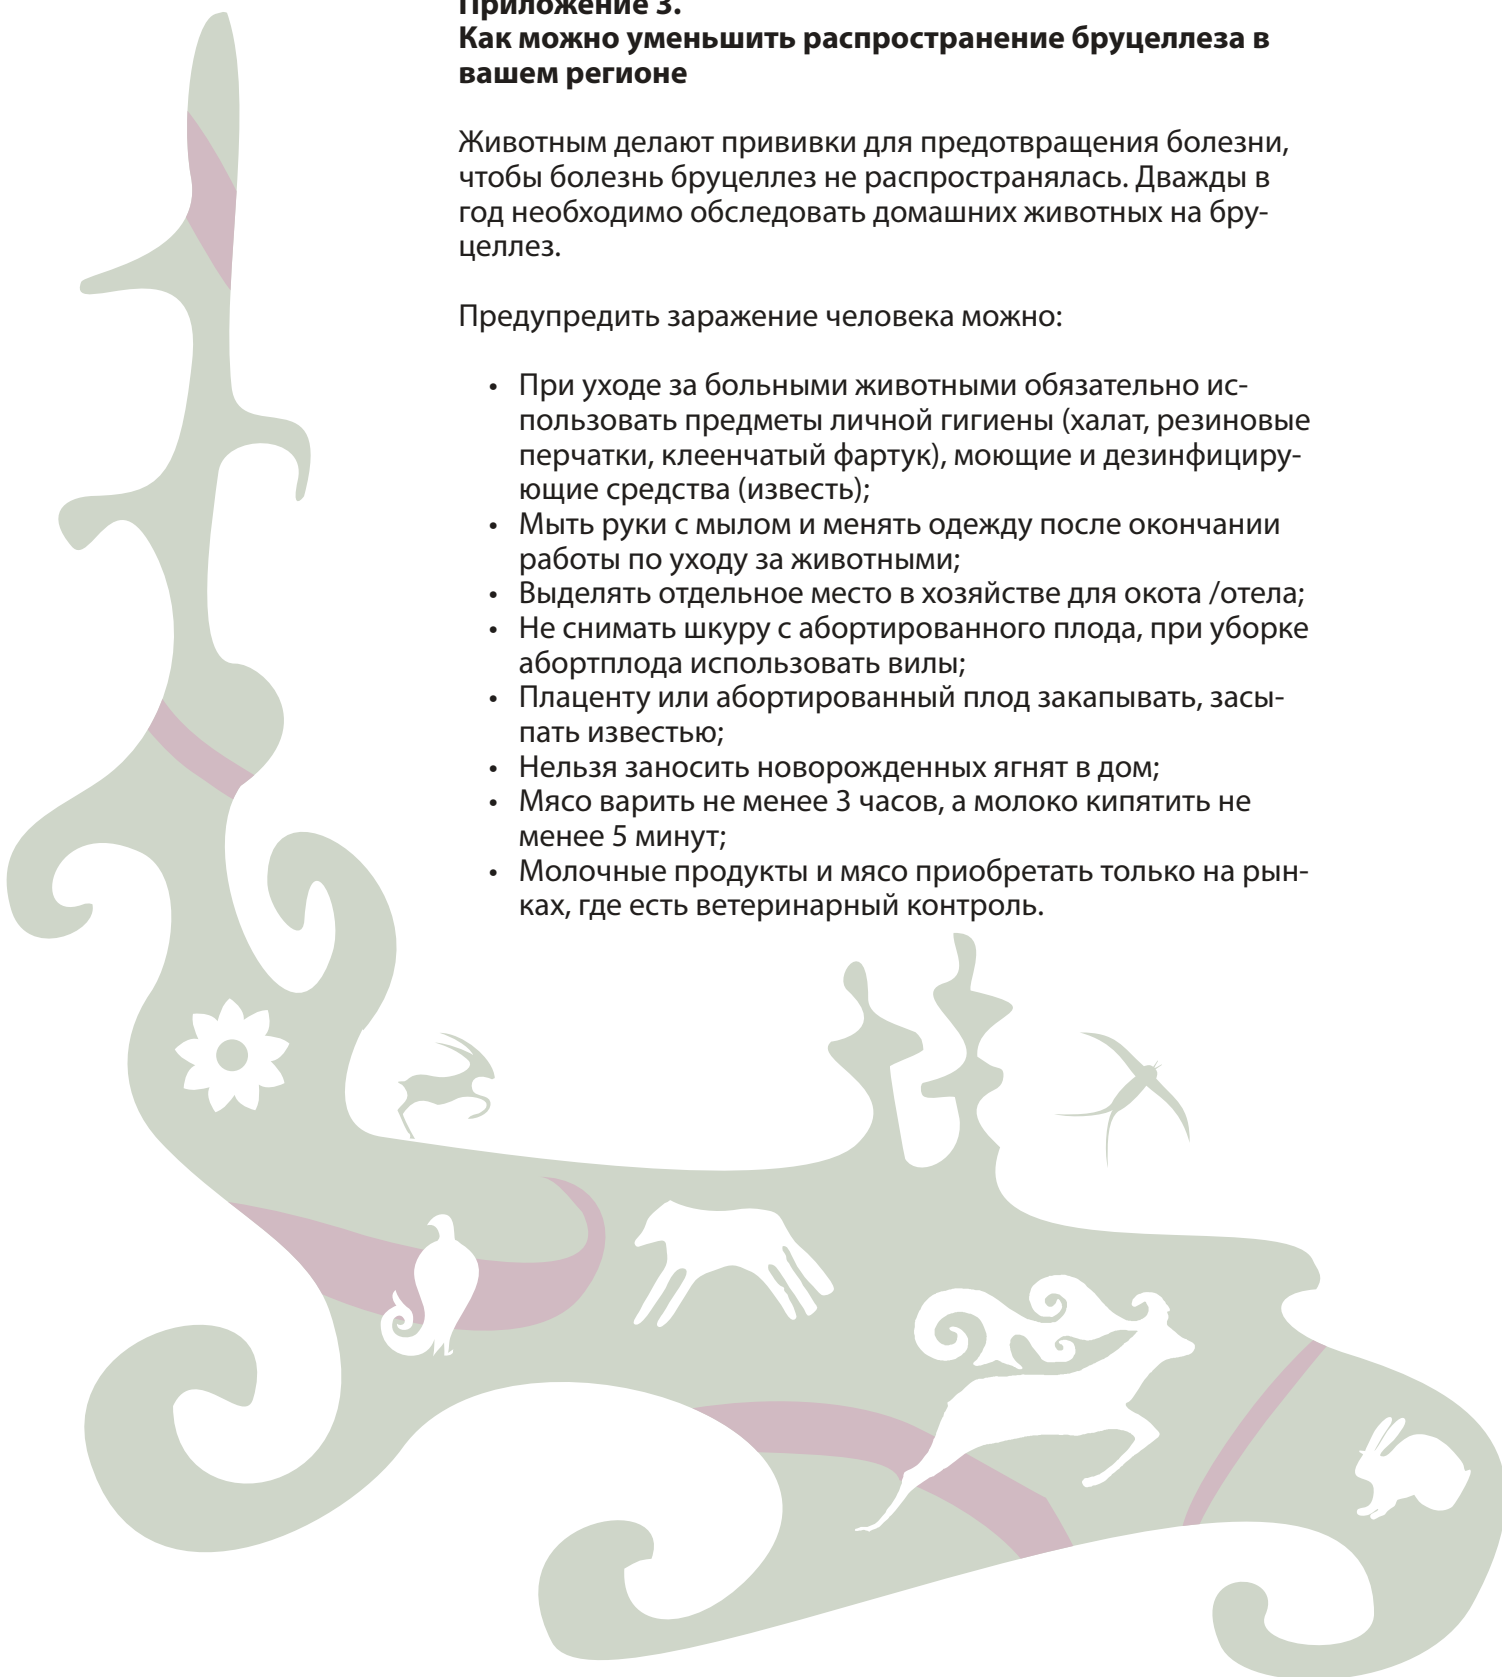 Приложение 3.
Как можно уменьшить распространение бруцеллеза в
вашем регионе
Животным делают прививки для предотвращения болезни,
чтобы болезнь бруцеллез не распространялась. Дважды в
год необходимо обследовать домашних животных на бру-
целлез.
Предупредить заражение человека можно:
• При уходе за больными животными обязательно ис-
пользовать предметы личной гигиены (халат, резиновые
перчатки, клеенчатый фартук), моющие и дезинфициру-
ющие средства (известь);
• Мыть руки с мылом и менять одежду после окончании
работы по уходу за животными;
• Выделять отдельное место в хозяйстве для окота /отела;
• Не снимать шкуру с абортированного плода, при уборке
абортплода использовать вилы;
• Плаценту или абортированный плод закапывать, засы-
пать известью;
• Нельзя заносить новорожденных ягнят в дом;
• Мясо варить не менее 3 часов, а молоко кипятить не
менее 5 минут;
• Молочные продукты и мясо приобретать только на рын-
ках, где есть ветеринарный контроль.